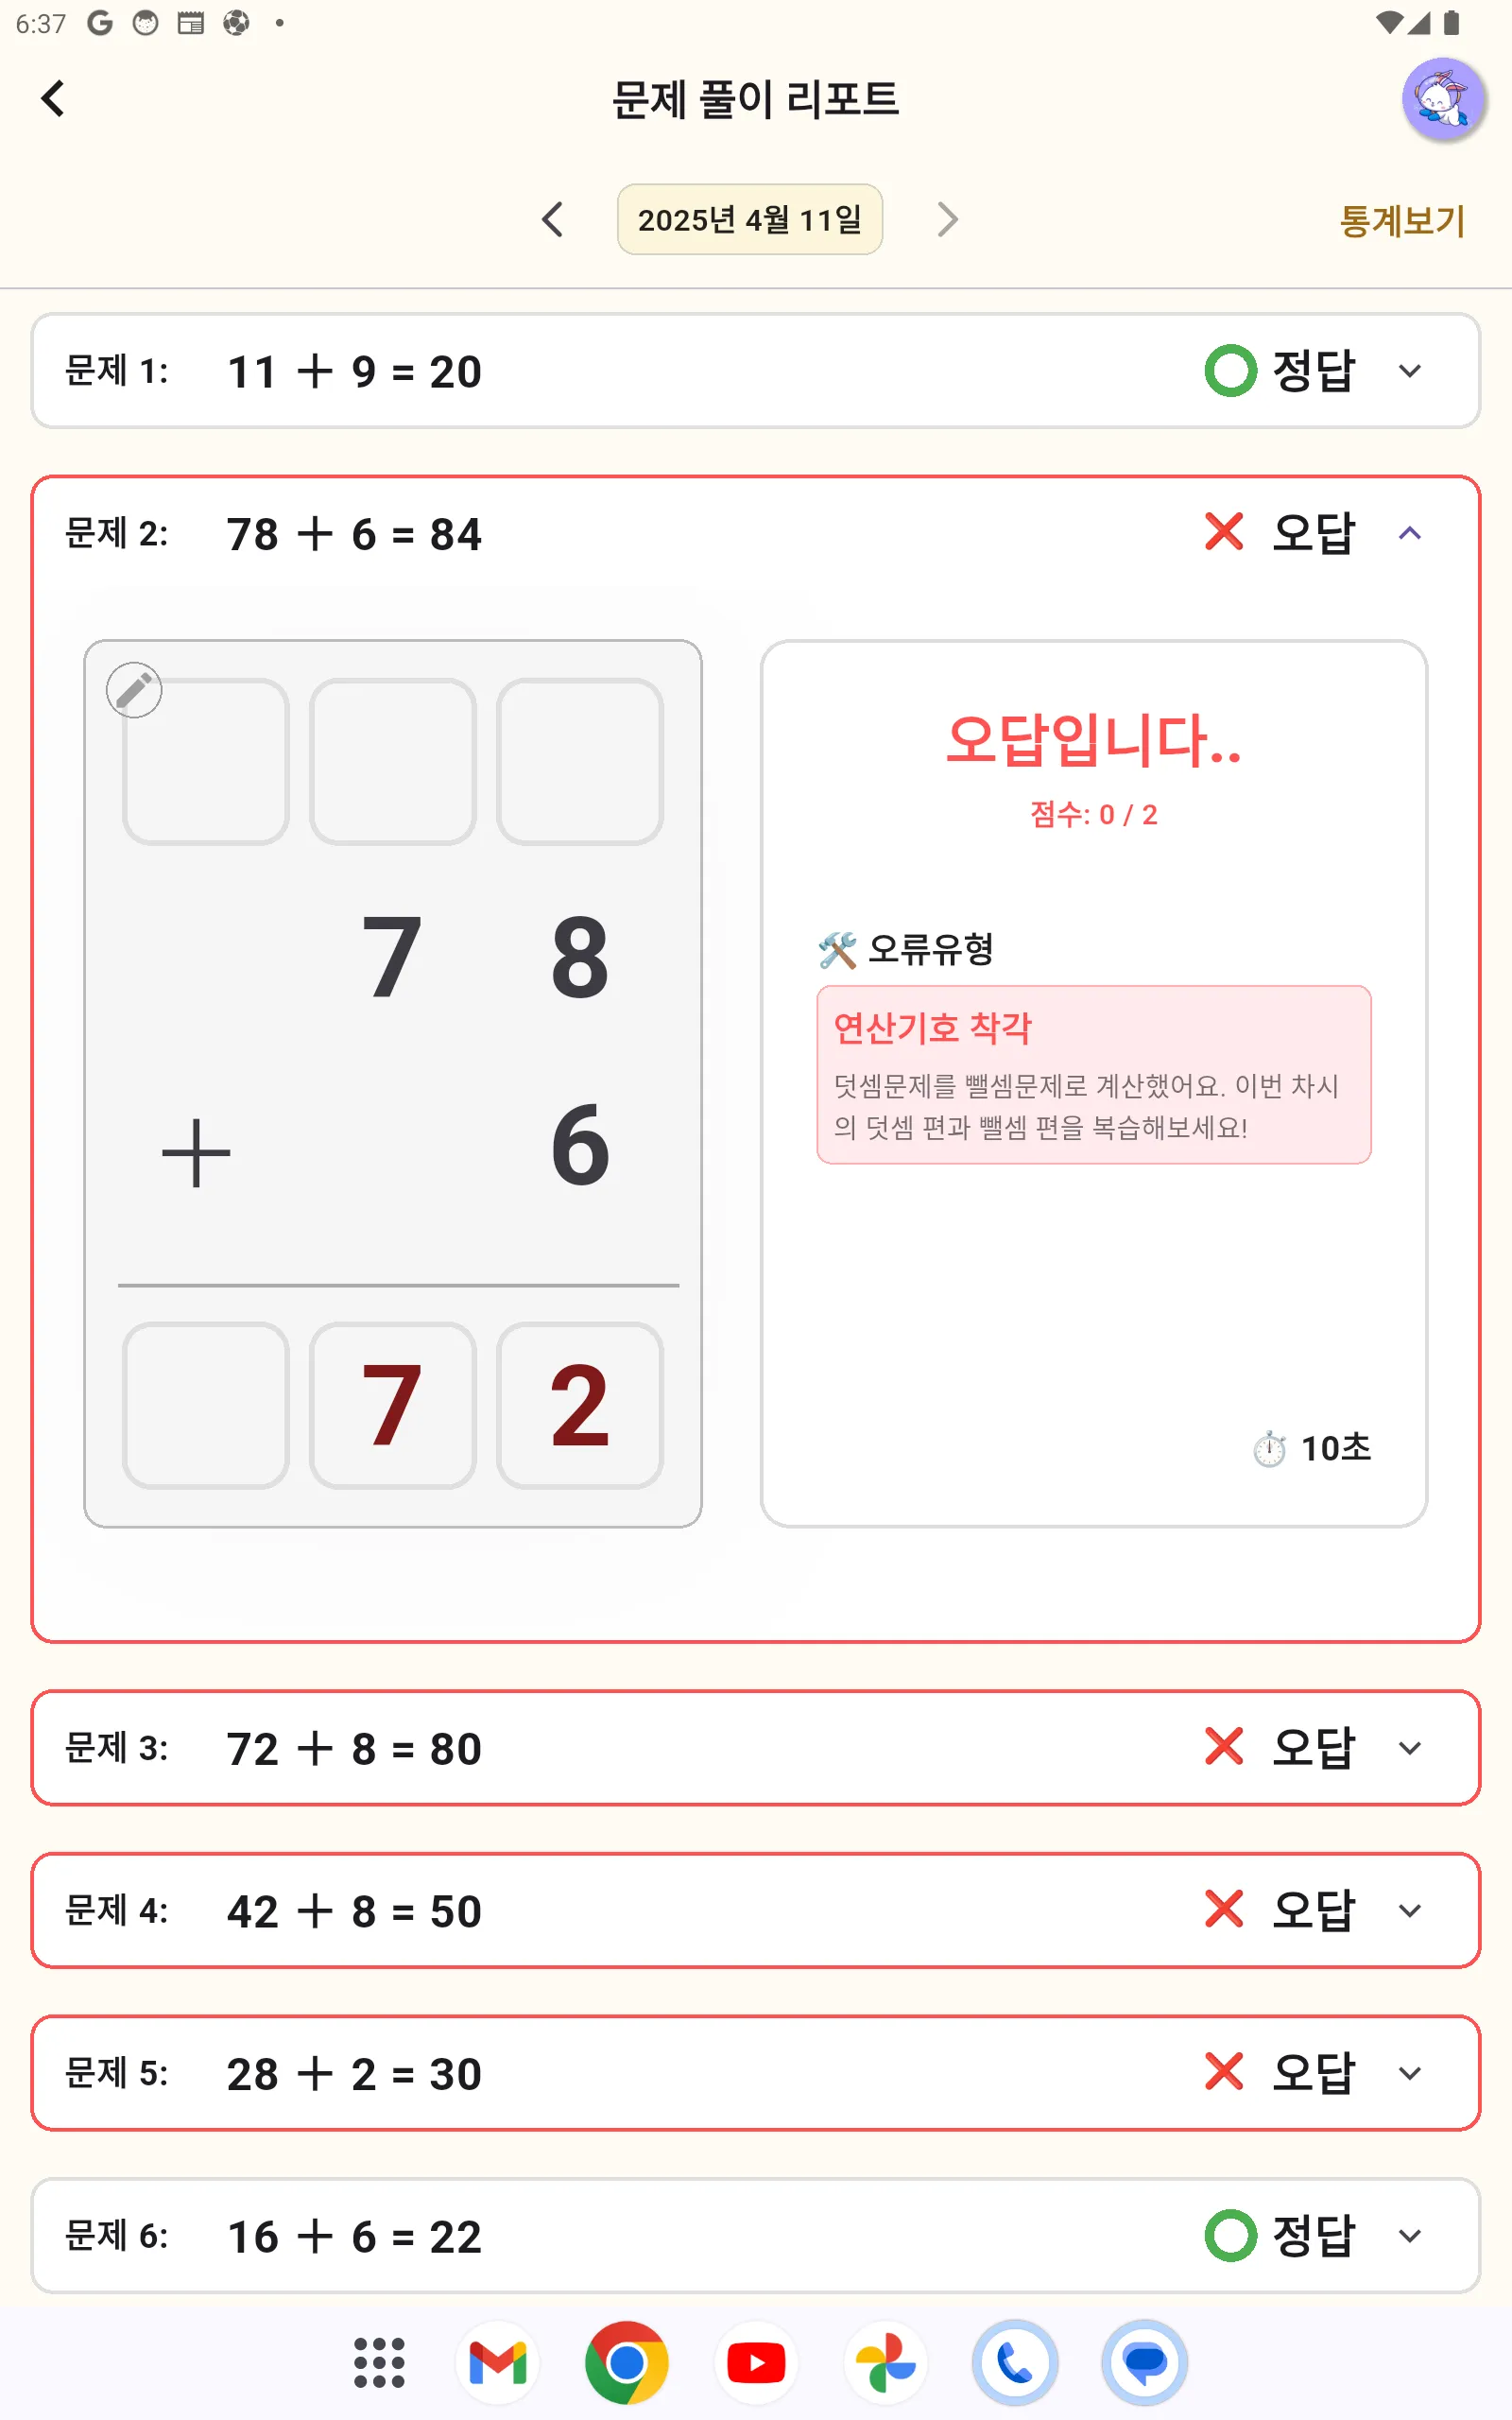 6:37
문제 풀이 리포트
2025년 4월 11일
통계보기
문제 1: 11 + 9 = 20 정답
문제 2: 78 + 6 = 84 오답
7 8
+ 6
7 2
오답입니다..
점수: 0 / 2
오류유형
연산기호 착각
덧셈문제를 뺄셈문제로 계산했어요. 이번 차시
의 덧셈 편과 뺄셈 편을 복습해보세요!
10초
문제 3: 72 + 8 = 80 오답
문제 4: 42 + 8 = 50 오답
문제 5: 28 + 2 = 30 오답
문제 6: 16 + 6 = 22 정답